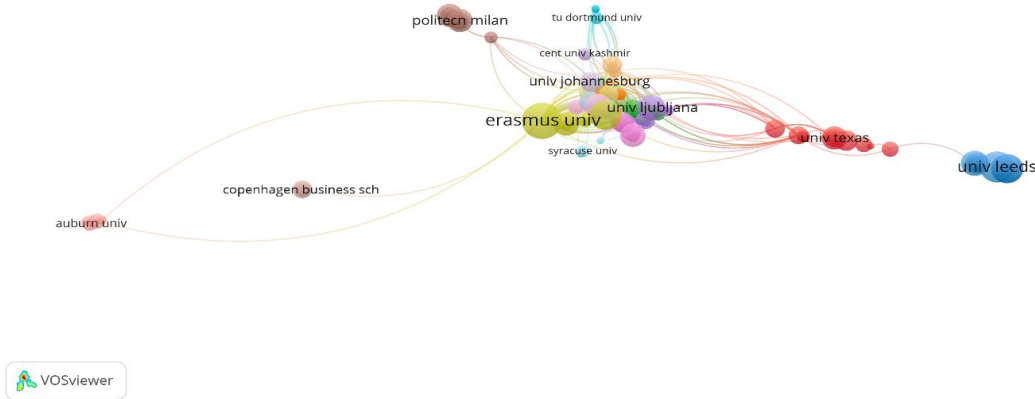 tu dortmund univ
politecn milan
cent univ kashmir
univ johannesburg
univ ljubljana
erasmus univ
univ texas
syracuse univ
univ leeds
copenhagen business sch
auburn univ
VOSviewer